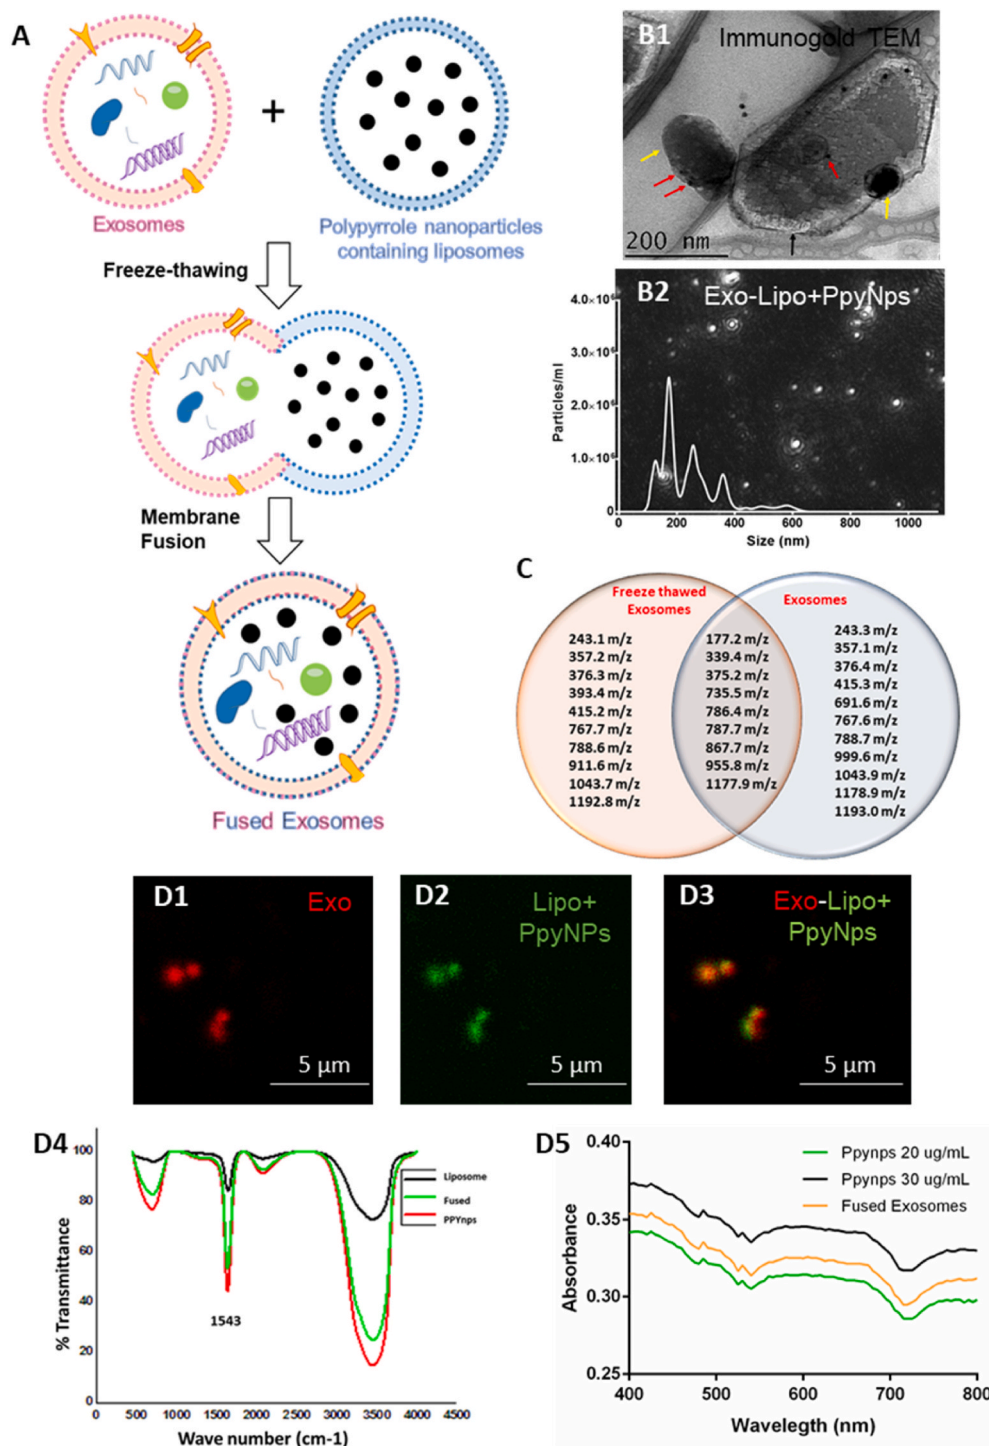 A
Exosomes
+
Polypyrrole nanoparticles
containing liposomes
Freeze-thawing
Membrane
Fusion
Fused Exosomes
B1
Immunogold TEM
200 nm
B2
Exo-Lipo+PpyNps
Particles/ml
4.0×10⁶
3.0×10⁶
2.0×10⁶
1.0×10⁶
0
0 200 400 600 800 1000
Size (nm)
C
Freeze thawed
Exosomes
243.1 m/z
357.2 m/z
376.3 m/z
393.4 m/z
415.2 m/z
767.7 m/z
788.6 m/z
911.6 m/z
1043.7 m/z
1192.8 m/z
177.2 m/z
339.4 m/z
375.2 m/z
735.5 m/z
786.4 m/z
787.7 m/z
867.7 m/z
955.8 m/z
1177.9 m/z
Exosomes
243.3 m/z
357.1 m/z
376.4 m/z
415.3 m/z
691.6 m/z
767.6 m/z
788.7 m/z
999.6 m/z
1043.9 m/z
1178.9 m/z
1193.0 m/z
D1
Exo
5 µm
D2
Lipo+
PpyNPs
5 µm
D3
Exo-Lipo+
PpyNps
5 µm
D4
% Transmittance
100
80
60
40
20
0
0 500 1000 1500 2000 2500 3000 3500 4000 4500
Wave number (cm-1)
1543
Liposome
Fused
PPYnps
D5
Absorbance
0.40
0.35
0.30
0.25
400 500 600 700 800
Wavelegth (nm)
Ppynps 20 ug/mL
Ppynps 30 ug/mL
Fused Exosomes